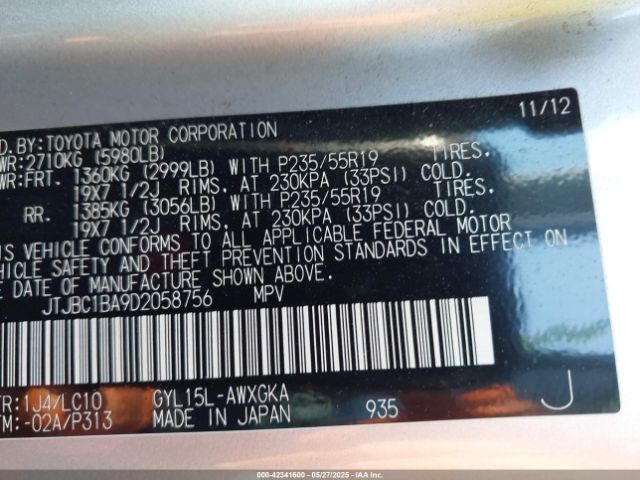 11/12
D. BY: TOYOTA MOTOR CORPORATION
WR: 2710KG (5980LB)
WR: FRT. 1360KG (2999LB) WITH P235/55R19 TIRES.
19X7 1/2J RIMS. AT 230KPA (33PSI) COLD.
RR. 1385KG (3056LB) WITH P235/55R19 TIRES.
19X7 1/2J RIMS. AT 230KPA (33PSI) COLD.
US VEHICLE CONFORMS TO ALL APPLICABLE FEDERAL MOTOR
HICLE SAFETY AND THEFT PREVENTION STANDARDS IN EFFECT ON
E DATE OF MANUFACTURE SHOWN ABOVE.
JTJBC1BA9D2058756 MPV
TR: 1J4/LC10 GYL15L-AWXGKA
TM: -02A/P313 MADE IN JAPAN 935 J
000-42341600 - 05/27/2025 - IAA Inc.